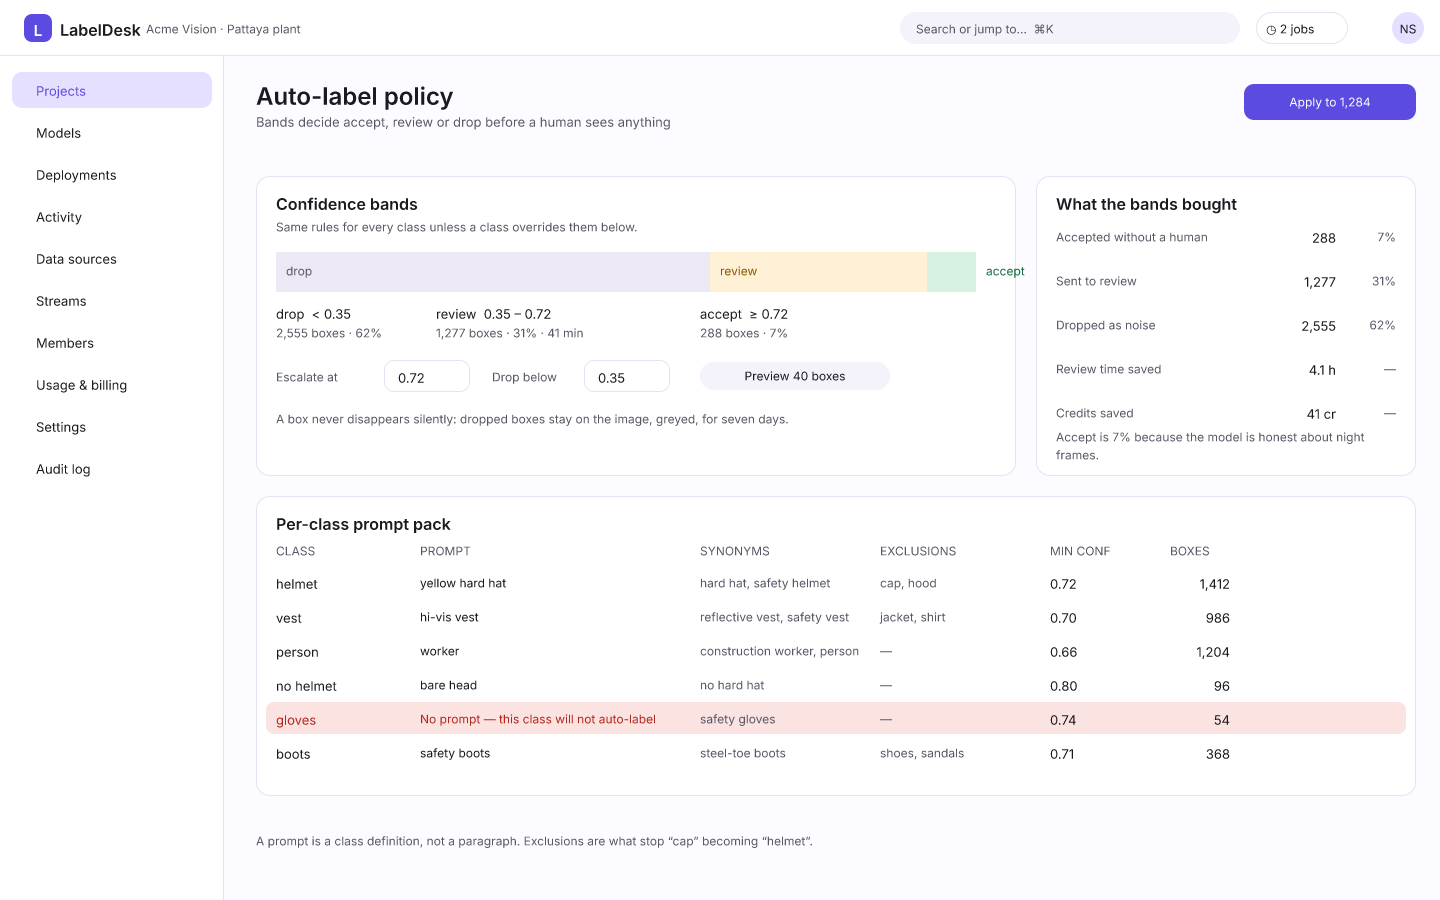 L LabelDesk Acme Vision · Pattaya plant Search or jump to... ⌘K ◷ 2 jobs NS
Projects
Models
Deployments
Activity
Data sources
Streams
Members
Usage & billing
Settings
Audit log
Auto-label policy
Bands decide accept, review or drop before a human sees anything
Apply to 1,284
Confidence bands
Same rules for every class unless a class overrides them below.
drop review accept
drop < 0.35 review 0.35 – 0.72 accept ≥ 0.72
2,555 boxes · 62% 1,277 boxes · 31% · 41 min 288 boxes · 7%
Escalate at 0.72 Drop below 0.35 Preview 40 boxes
A box never disappears silently: dropped boxes stay on the image, greyed, for seven days.
What the bands bought
Accepted without a human 288 7%
Sent to review 1,277 31%
Dropped as noise 2,555 62%
Review time saved 4.1 h —
Credits saved 41 cr —
Accept is 7% because the model is honest about night
frames.
Per-class prompt pack
CLASS PROMPT SYNONYMS EXCLUSIONS MIN CONF BOXES
helmet yellow hard hat hard hat, safety helmet cap, hood 0.72 1,412
vest hi-vis vest reflective vest, safety vest jacket, shirt 0.70 986
person worker construction worker, person — 0.66 1,204
no helmet bare head no hard hat — 0.80 96
gloves No prompt — this class will not auto-label safety gloves — 0.74 54
boots safety boots steel-toe boots shoes, sandals 0.71 368
A prompt is a class definition, not a paragraph. Exclusions are what stop “cap” becoming “helmet”.